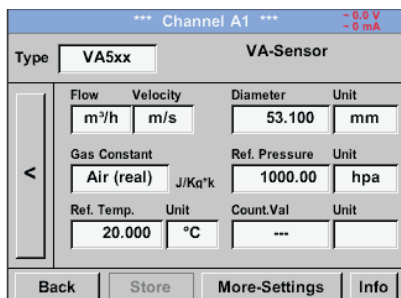 *** Channel A1 ***
~ 0.0 V
~ 0 mA
Type VA5xx VA-Sensor
Flow Velocity Diameter Unit
m³/h m/s 53.100 mm
Gas Constant Ref. Pressure Unit
< Air (real) J/Kg*k 1000.00 hpa
Ref. Temp. Unit Count.Val Unit
20.000 °C ---
Back Store More-Settings Info